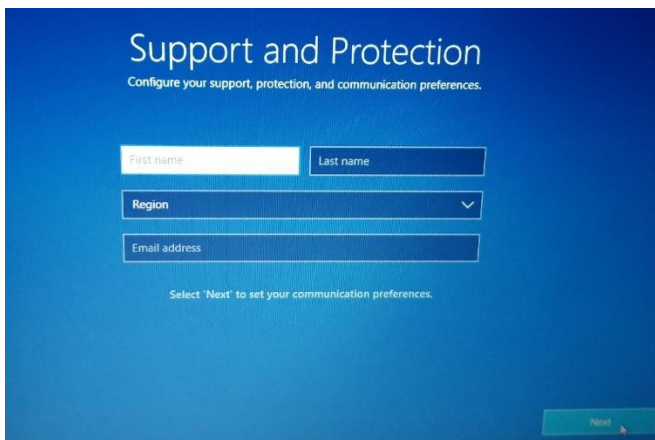 Support and Protection
Configure your support, protection, and communication preferences.
First name
Last name
Region
Email address
Select 'Next' to set your communication preferences.
Next